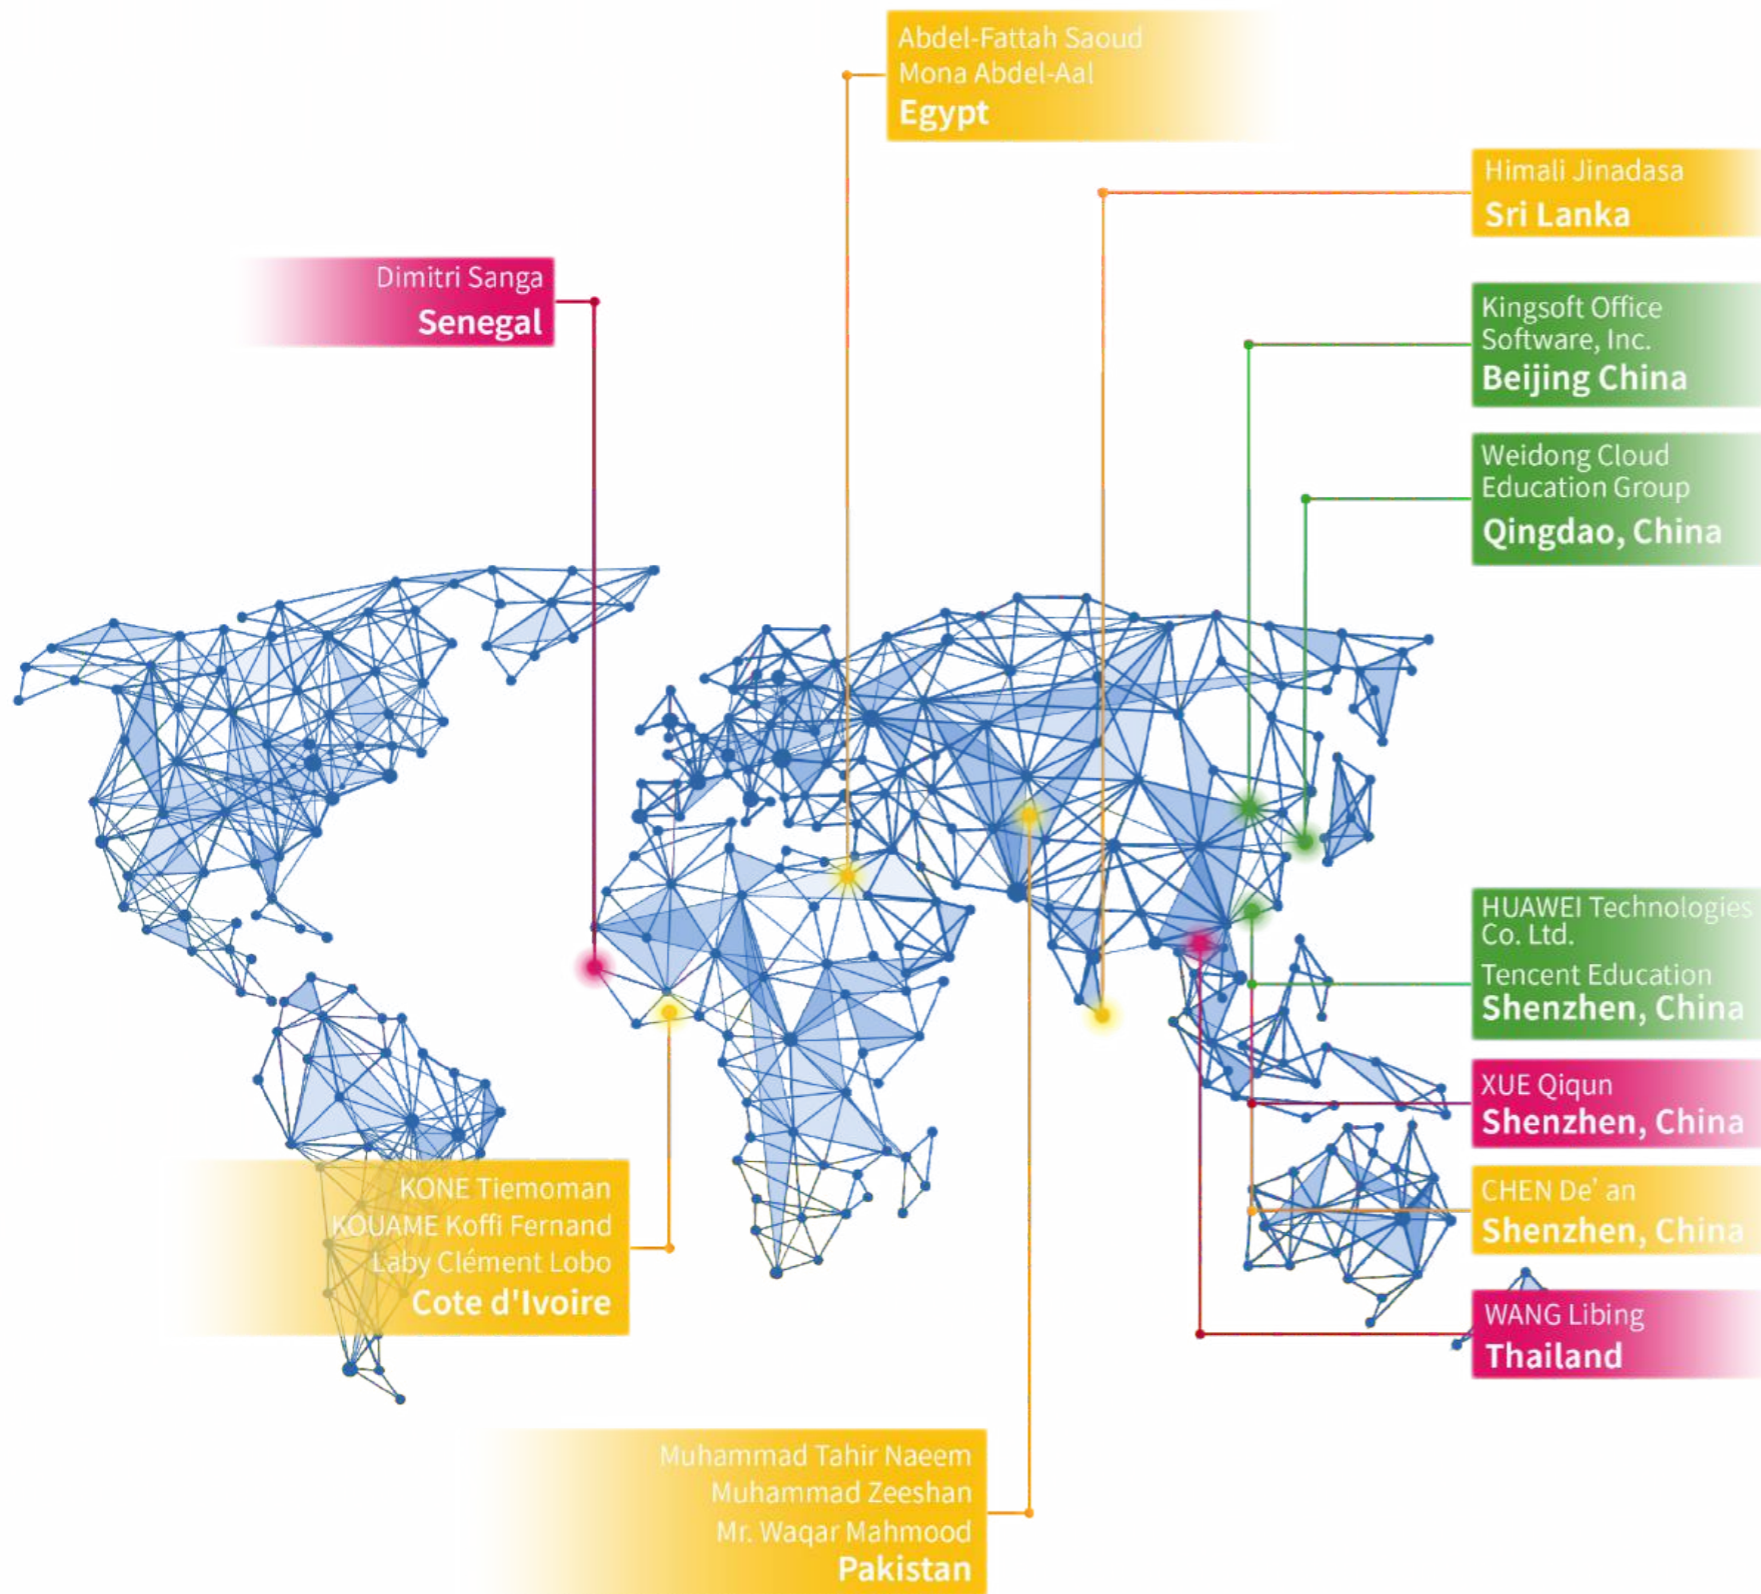 Abdel-Fattah Saoud
Mona Abdel-Aal
Egypt
Himali Jinadasa
Sri Lanka
Dimitri Sanga
Senegal
Kingsoft Office
Software, Inc.
Beijing China
Weidong Cloud
Education Group
Qingdao, China
HUAWEI Technologies
Co. Ltd.
Tencent Education
Shenzhen, China
XUE Qiqun
Shenzhen, China
CHEN De’ an
Shenzhen, China
WANG Libing
Thailand
KONE Tiemoman
KOUAME Koffi Fernand
Laby Clément Lobo
Cote d'Ivoire
Muhammad Tahir Naeem
Muhammad Zeeshan
Mr. Waqar Mahmood
Pakistan